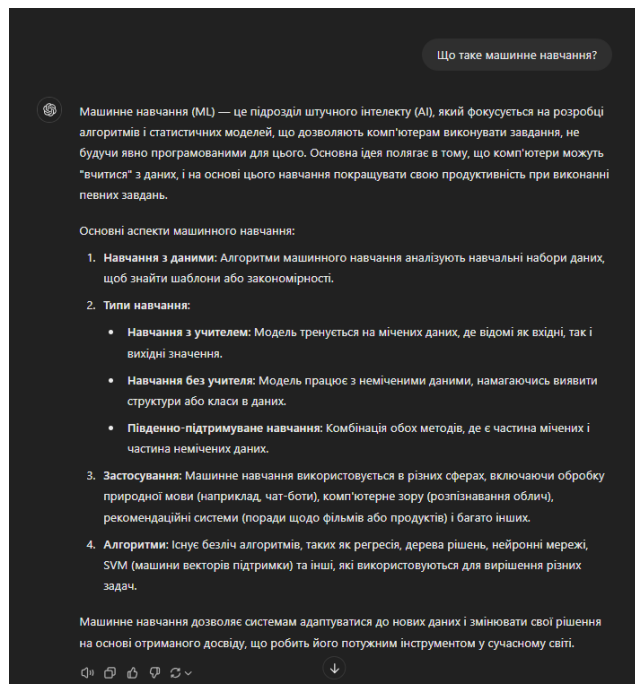 Що таке машинне навчання?
Машинне навчання (ML) — це підрозділ штучного інтелекту (AI), який фокусується на розробці
алгоритмів і статистичних моделей, що дозволяють комп'ютерам виконувати завдання, не
будучи явно програмованими для цього. Основна ідея полягає в тому, що комп'ютери можуть
"вчитися" з даних, і на основі цього навчання покращувати свою продуктивність при виконанні
певних завдань.
Основні аспекти машинного навчання:
1. Навчання з даними: Алгоритми машинного навчання аналізують навчальні набори даних,
щоб знайти шаблони або закономірності.
2. Типи навчання:
• Навчання з учителем: Модель тренується на мічених даних, де відомі як вхідні, так і
вихідні значення.
• Навчання без учителя: Модель працює з неміченими даними, намагаючись виявити
структури або класи в даних.
• Південно-підтримуване навчання: Комбінація обох методів, де є частина мічених і
частина немічених даних.
3. Застосування: Машинне навчання використовується в різних сферах, включаючи обробку
природної мови (наприклад, чат-боти), комп'ютерне зору (розпізнавання облич),
рекомендаційні системи (поради щодо фільмів або продуктів) і багато інших.
4. Алгоритми: Існує безліч алгоритмів, таких як регресія, дерева рішень, нейронні мережі,
SVM (машини векторів підтримки) та інші, які використовуються для вирішення різних
задач.
Машинне навчання дозволяє системам адаптуватися до нових даних і змінювати свої рішення
на основі отриманого досвіду, що робить його потужним інструментом у сучасному світі.